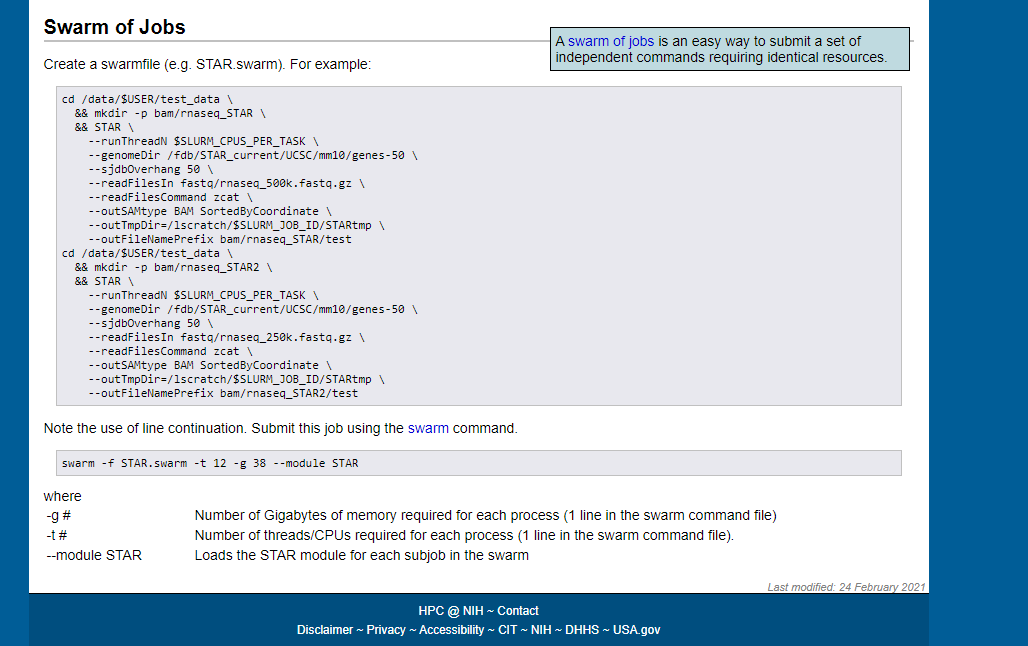 Swarm of Jobs
A swarm of jobs is an easy way to submit a set of
independent commands requiring identical resources.
Create a swarmfile (e.g. STAR.swarm). For example:
cd /data/$USER/test_data \
  && mkdir -p bam/rnaseq_STAR \
  && STAR \
    --runThreadN $SLURM_CPUS_PER_TASK \
    --genomeDir /fdb/STAR_current/UCSC/mm10/genes-50 \
    --sjdbOverhang 50 \
    --readFilesIn fastq/rnaseq_500k.fastq.gz \
    --readFilesCommand zcat \
    --outSAMtype BAM SortedByCoordinate \
    --outTmpDir=/lscratch/$SLURM_JOB_ID/STARtmp \
    --outFileNamePrefix bam/rnaseq_STAR/test
cd /data/$USER/test_data \
  && mkdir -p bam/rnaseq_STAR2 \
  && STAR \
    --runThreadN $SLURM_CPUS_PER_TASK \
    --genomeDir /fdb/STAR_current/UCSC/mm10/genes-50 \
    --sjdbOverhang 50 \
    --readFilesIn fastq/rnaseq_250k.fastq.gz \
    --readFilesCommand zcat \
    --outSAMtype BAM SortedByCoordinate \
    --outTmpDir=/lscratch/$SLURM_JOB_ID/STARtmp \
    --outFileNamePrefix bam/rnaseq_STAR2/test
Note the use of line continuation. Submit this job using the swarm command.
swarm -f STAR.swarm -t 12 -g 38 --module STAR
where
-g # Number of Gigabytes of memory required for each process (1 line in the swarm command file)
-t # Number of threads/CPUs required for each process (1 line in the swarm command file).
--module STAR Loads the STAR module for each subjob in the swarm
Last modified: 24 February 2021
HPC @ NIH ~ Contact
Disclaimer ~ Privacy ~ Accessibility ~ CIT ~ NIH ~ DHHS ~ USA.gov